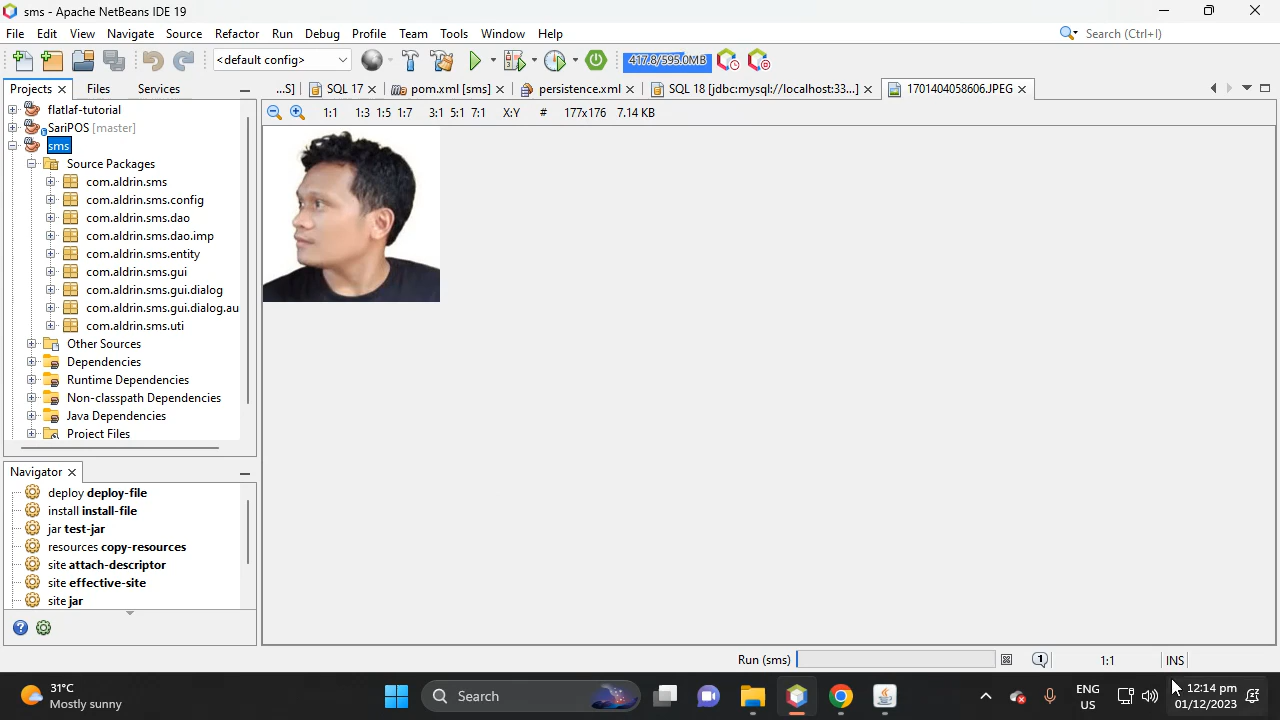 sms - Apache NetBeans IDE 19
File Edit View Navigate Source Refactor Run Debug Profile Team Tools Window Help
Search (Ctrl+I)
<default config>
417.8/595.0MB
Projects Files Services
...S] SQL 17 pom.xml [sms] persistence.xml SQL 18 [jdbc:mysql://localhost:33...] 1701404058606.JPEG
1:1 1:3 1:5 1:7 3:1 5:1 7:1 X:Y # 177x176 7.14 KB
flatlaf-tutorial
SariPOS [master]
sms
Source Packages
com.aldrin.sms
com.aldrin.sms.config
com.aldrin.sms.dao
com.aldrin.sms.dao.imp
com.aldrin.sms.entity
com.aldrin.sms.gui
com.aldrin.sms.gui.dialog
com.aldrin.sms.gui.dialog.au
com.aldrin.sms.uti
Other Sources
Dependencies
Runtime Dependencies
Non-classpath Dependencies
Java Dependencies
Project Files
Navigator
deploy deploy-file
install install-file
jar test-jar
resources copy-resources
site attach-descriptor
site effective-site
site jar
Run (sms)
1
1:1
INS
31°C
Mostly sunny
Search
ENG
US
12:14 pm
01/12/2023